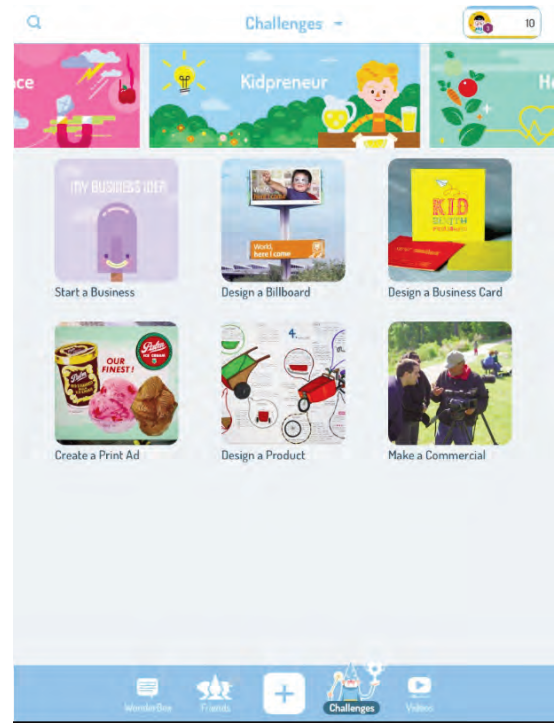 Challenges
10
ce
Kidpreneur
H
MY BUSINESS IDEA
World,
here I come
KID
OUR
FINEST!
4.
Start a Business
Design a Billboard
Design a Business Card
Create a Print Ad
Design a Product
Make a Commercial
WonderBox
Friends
Challenges
Videos